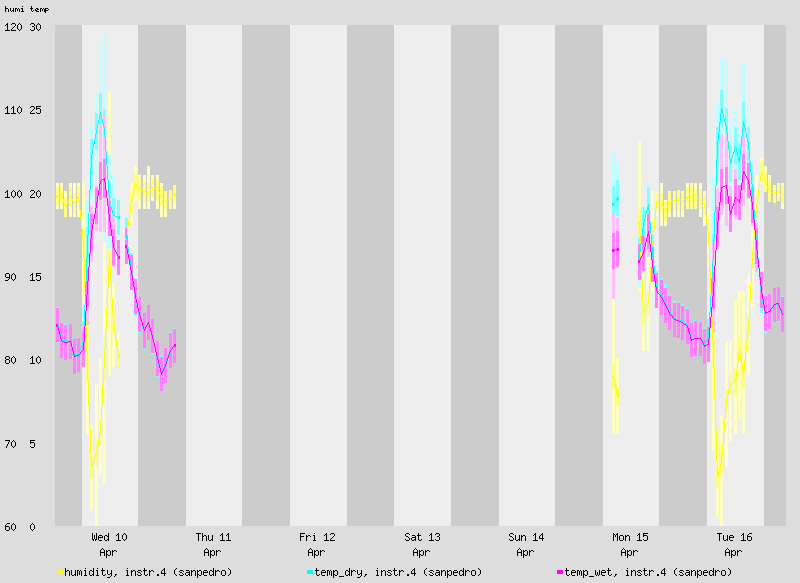 humi temp
120 30
110 25
100 20
90 15
80 10
70 5
60 0
Wed 10 Thu 11 Fri 12 Sat 13 Sun 14 Mon 15 Tue 16
Apr Apr Apr Apr Apr Apr Apr
humidity, instr.4 (sanpedro) temp_dry, instr.4 (sanpedro) temp_wet, instr.4 (sanpedro)